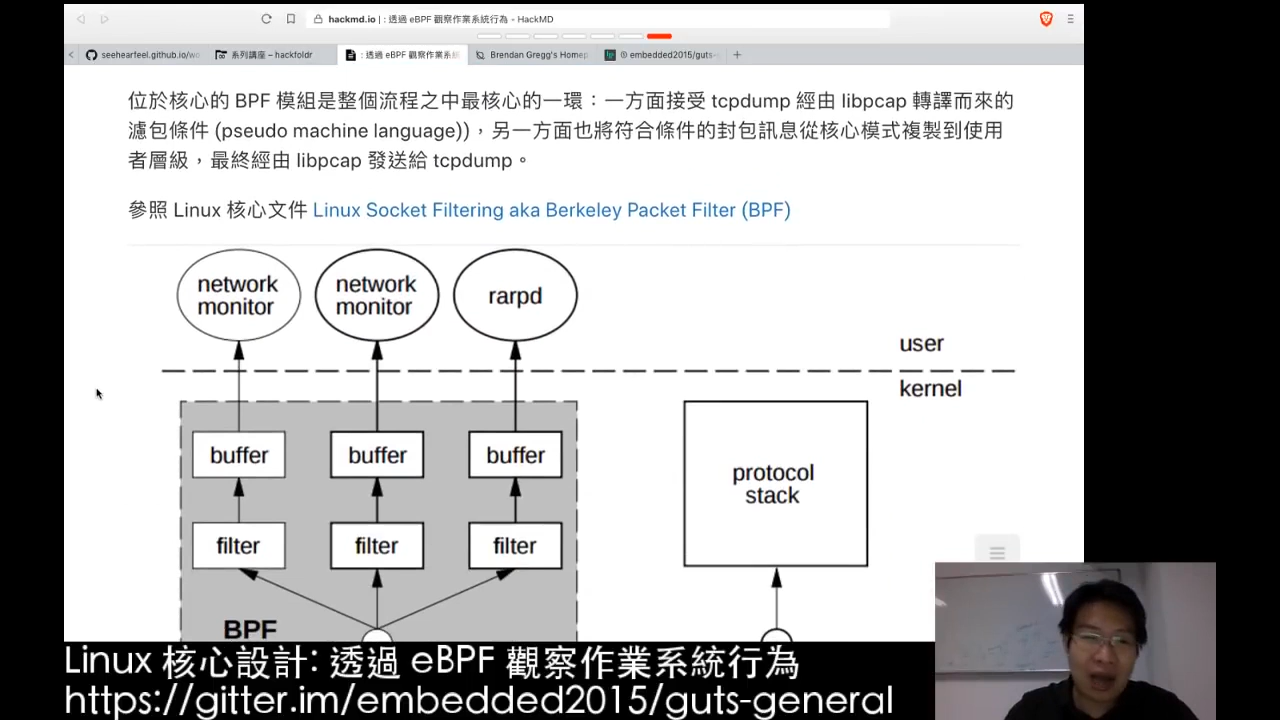 hackmd.io | : 透過 eBPF 觀察作業系統行為 - HackMD
seehearfeel.github.io/wo
系列講座 – hackfoldr
: 透過 eBPF 觀察作業系統
Brendan Gregg's Homep
embedded2015/guts-
位於核心的 BPF 模組是整個流程之中最核心的一環：一方面接受 tcpdump 經由 libpcap 轉譯而來的
濾包條件 (pseudo machine language))，另一方面也將符合條件的封包訊息從核心模式複製到使用
者層級，最終經由 libpcap 發送給 tcpdump。
參照 Linux 核心文件 Linux Socket Filtering aka Berkeley Packet Filter (BPF)
network
monitor
network
monitor
rarpd
user
kernel
buffer
buffer
buffer
protocol
stack
filter
filter
filter
BPF
Linux 核心設計: 透過 eBPF 觀察作業系統行為
https://gitter.im/embedded2015/guts-general